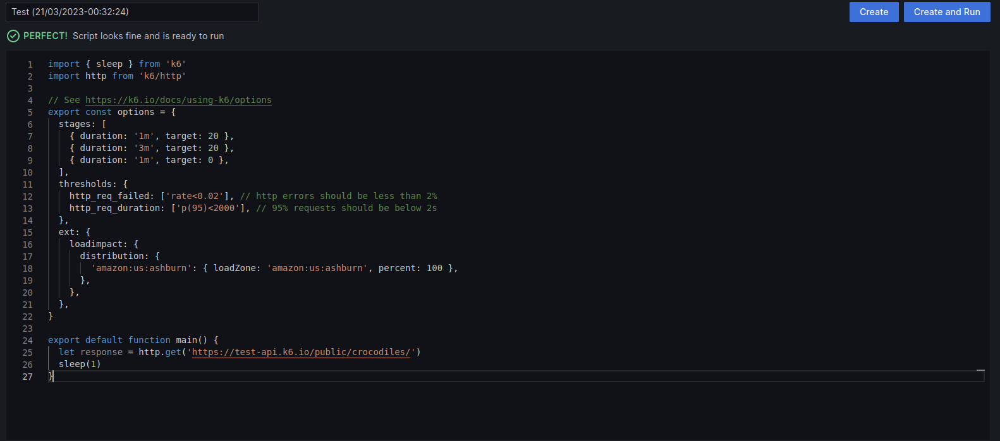 Test (21/03/2023-00:32:24)
Create
Create and Run
PERFECT! Script looks fine and is ready to run
1 import { sleep } from 'k6'
2 import http from 'k6/http'
3
4 // See https://k6.io/docs/using-k6/options
5 export const options = {
6   stages: [
7     { duration: '1m', target: 20 },
8     { duration: '3m', target: 20 },
9     { duration: '1m', target: 0 },
10   ],
11   thresholds: {
12     http_req_failed: ['rate<0.02'], // http errors should be less than 2%
13     http_req_duration: ['p(95)<2000'], // 95% requests should be below 2s
14   },
15   ext: {
16     loadimpact: {
17       distribution: {
18         'amazon:us:ashburn': { loadZone: 'amazon:us:ashburn', percent: 100 },
19       },
20     },
21   },
22 }
23
24 export default function main() {
25   let response = http.get('https://test-api.k6.io/public/crocodiles/')
26   sleep(1)
27 }